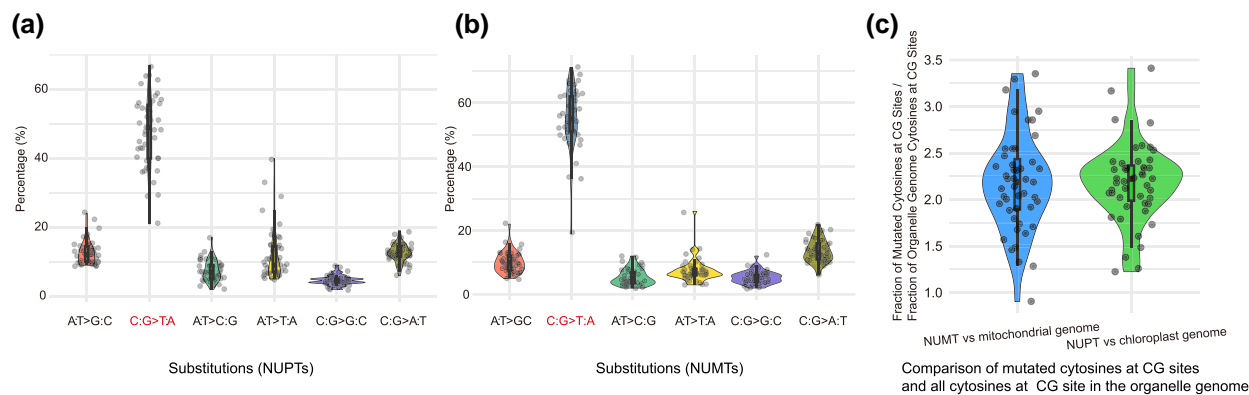 (a)
Percentage (%)
60
40
20
0
A:T>G:C C:G>T:A A:T>C:G A:T>T:A C:G>G:C C:G>A:T
Substitutions (NUPTs)
(b)
Percentage (%)
60
40
20
0
A:T>GC C:G>T:A A:T>C:G A:T>T:A C:G>G:C C:G>A:T
Substitutions (NUMTs)
(c)
Fraction of Mutated Cytosines at CG Sites /
Fraction of Organelle Genome Cytosines at CG Sites
3.5
3.0
2.5
2.0
1.5
1.0
NUMT vs mitochondrial genome
NUPT vs chloroplast genome
Comparison of mutated cytosines at CG sites
and all cytosines at CG site in the organelle genome